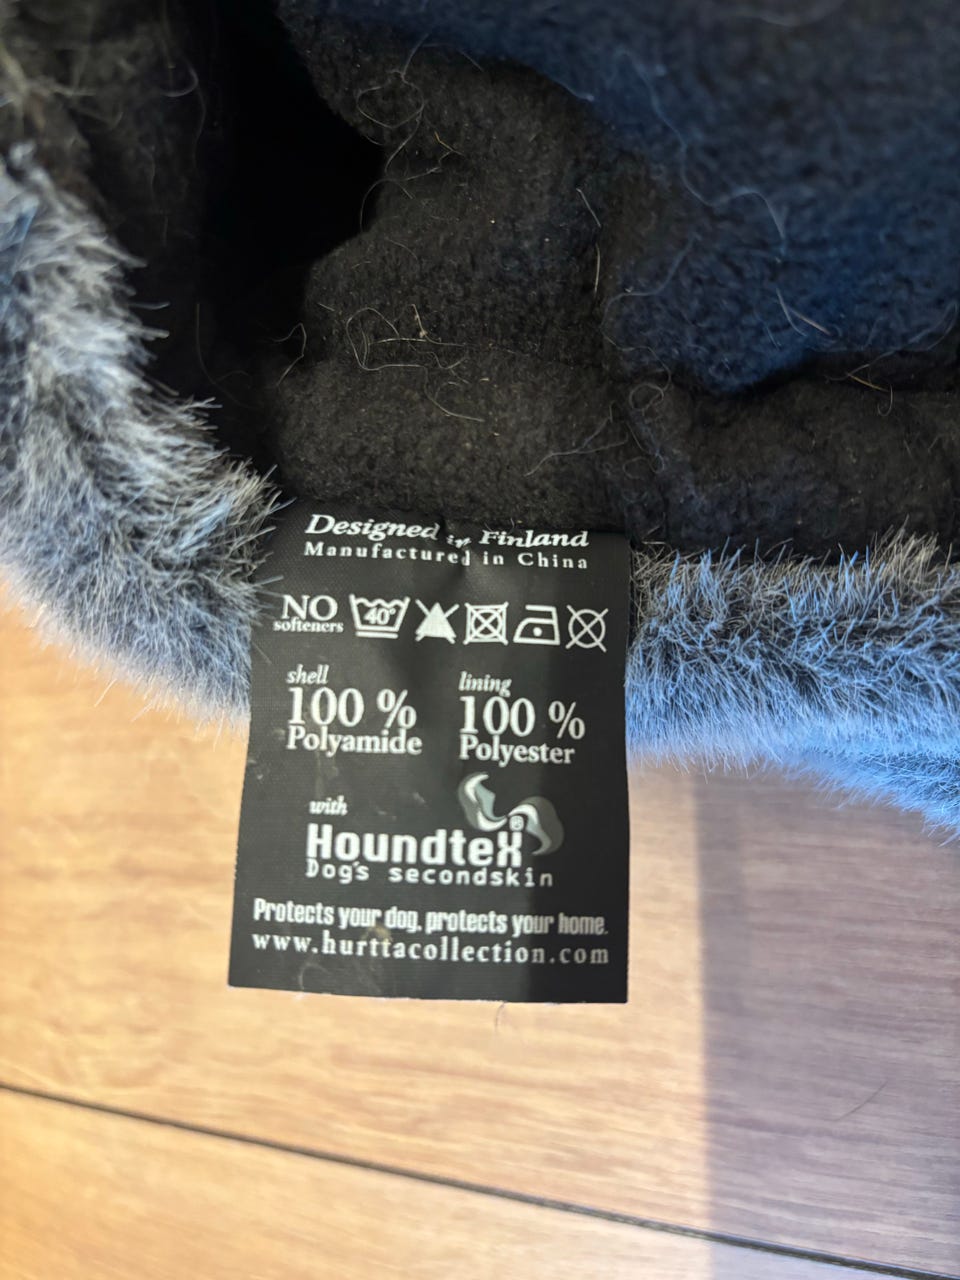 Designed in Finland
Manufactured in China
NO
softeners
40°
shell
100 %
Polyamide
lining
100 %
Polyester
with
Houndtex®
Dog's secondskin
Protects your dog, protects your home.
www.hurttacollection.com